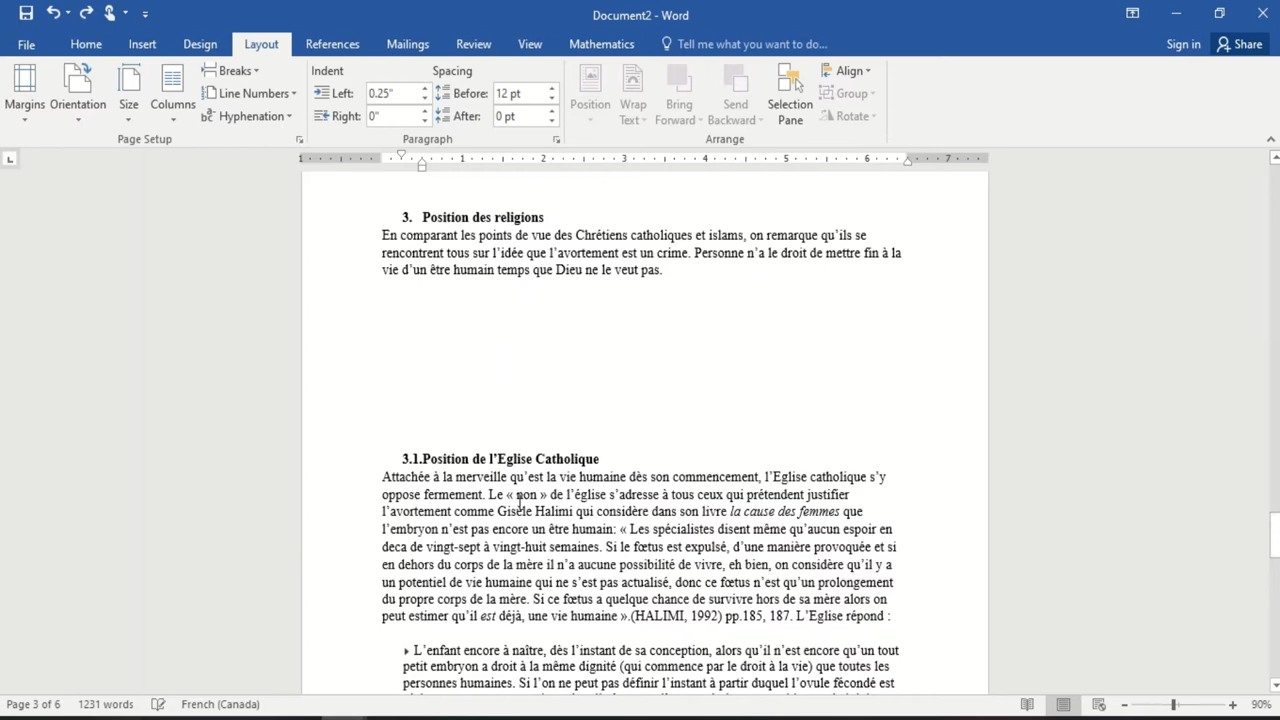 Document2 - Word
File Home Insert Design Layout References Mailings Review View Mathematics Tell me what you want to do... Sign in Share
Margins Orientation Size Columns Breaks Line Numbers Hyphenation
Page Setup
Indent Spacing
Left: 0.25" Before: 12 pt
Right: 0" After: 0 pt
Paragraph
Position Wrap Text Bring Forward Send Backward Selection Pane Align Group Rotate
Arrange
1 1 2 3 4 5 6 7
3. Position des religions
En comparant les points de vue des Chrétiens catholiques et islams, on remarque qu’ils se
rencontrent tous sur l’idée que l’avortement est un crime. Personne n’a le droit de mettre fin à la
vie d’un être humain temps que Dieu ne le veut pas.
3.1.Position de l’Eglise Catholique
Attachée à la merveille qu’est la vie humaine dès son commencement, l’Eglise catholique s’y
oppose fermement. Le « non » de l’église s’adresse à tous ceux qui prétendent justifier
l’avortement comme Gisèle Halimi qui considère dans son livre la cause des femmes que
l’embryon n’est pas encore un être humain: « Les spécialistes disent même qu’aucun espoir en
deca de vingt-sept à vingt-huit semaines. Si le fœtus est expulsé, d’une manière provoquée et si
en dehors du corps de la mère il n’a aucune possibilité de vivre, eh bien, on considère qu’il y a
un potentiel de vie humaine qui ne s’est pas actualisé, donc ce fœtus n’est qu’un prolongement
du propre corps de la mère. Si ce fœtus a quelque chance de survivre hors de sa mère alors on
peut estimer qu’il est déjà, une vie humaine ».(HALIMI, 1992) pp.185, 187. L’Eglise répond :
L’enfant encore à naître, dès l’instant de sa conception, alors qu’il n’est encore qu’un tout
petit embryon a droit à la même dignité (qui commence par le droit à la vie) que toutes les
personnes humaines. Si l’on ne peut pas définir l’instant à partir duquel l’ovule fécondé est
Page 3 of 6 1231 words French (Canada) 90%